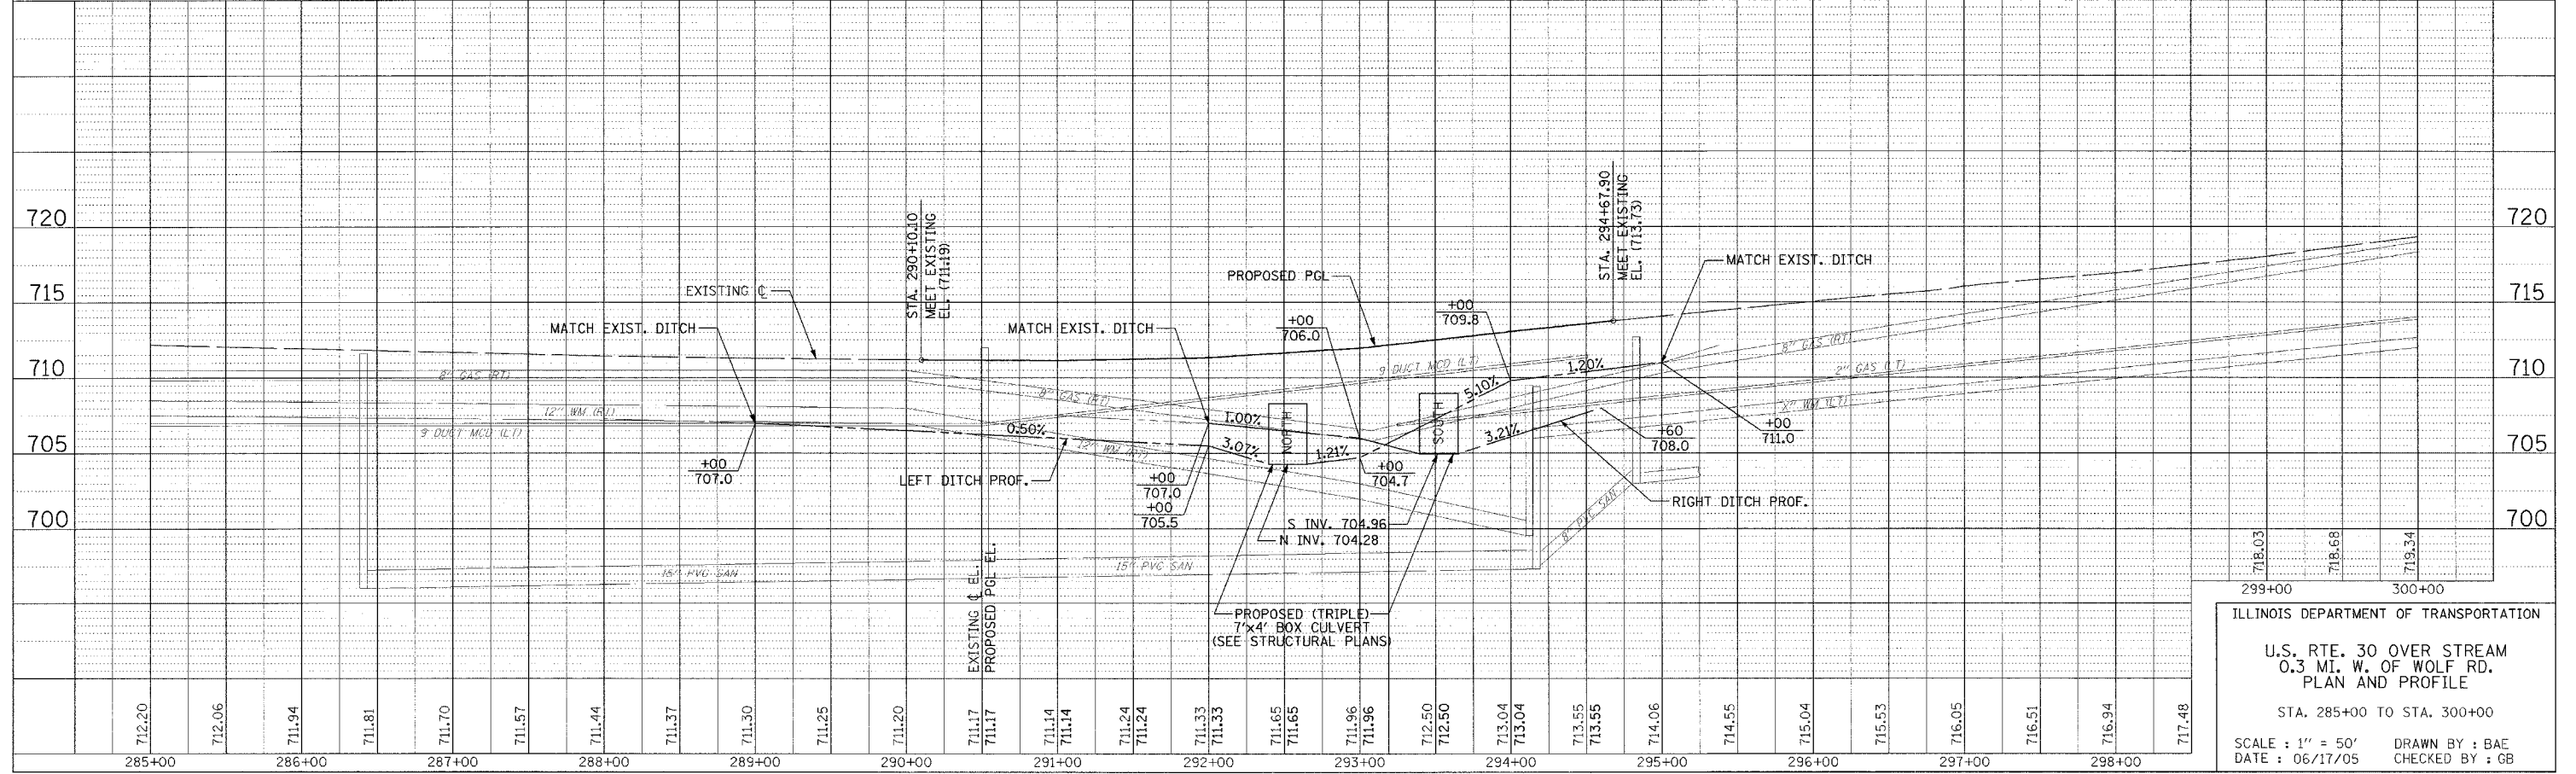 720
715
710
705
700
720
715
710
705
700
STA. 290+10.10
MEET EXISTING
EL. (711.19)
STA. 294+67.90
MEET EXISTING
EL. (713.73)
EXISTING ℄
PROPOSED PGL
MATCH EXIST. DITCH
MATCH EXIST. DITCH
MATCH EXIST. DITCH
+00
706.0
+00
709.8
8" GAS (RT)
12" WM (RT)
9 DUCT MCD (LT)
8" GAS (RT)
12" WM (RT)
9 DUCT MCD (LT)
8" GAS (RT)
2" GAS (LT)
WM (LT)
0.50%
1.00%
3.07%
1.21%
5.10%
1.20%
3.21%
NORTH
SOUTH
+00
707.0
LEFT DITCH PROF.
+00
707.0
+00
705.5
+00
704.7
+60
708.0
+00
711.0
RIGHT DITCH PROF.
S INV. 704.96
N INV. 704.28
8" PVC SAN
15" PVC SAN
15" PVC SAN
PROPOSED (TRIPLE)
7'x4' BOX CULVERT
(SEE STRUCTURAL PLANS)
EXISTING ℄ EL.
PROPOSED PGL EL.
712.20
712.06
711.94
711.81
711.70
711.57
711.44
711.37
711.30
711.25
711.20
711.17
711.17
711.14
711.14
711.24
711.24
711.33
711.33
711.65
711.65
711.96
711.96
712.50
712.50
713.04
713.04
713.55
713.55
714.06
714.55
715.04
715.53
716.05
716.51
716.94
717.48
718.03
718.68
719.34
285+00
286+00
287+00
288+00
289+00
290+00
291+00
292+00
293+00
294+00
295+00
296+00
297+00
298+00
299+00
300+00
ILLINOIS DEPARTMENT OF TRANSPORTATION
U.S. RTE. 30 OVER STREAM
0.3 MI. W. OF WOLF RD.
PLAN AND PROFILE
STA. 285+00 TO STA. 300+00
SCALE : 1" = 50' DRAWN BY : BAE
DATE : 06/17/05 CHECKED BY : GB